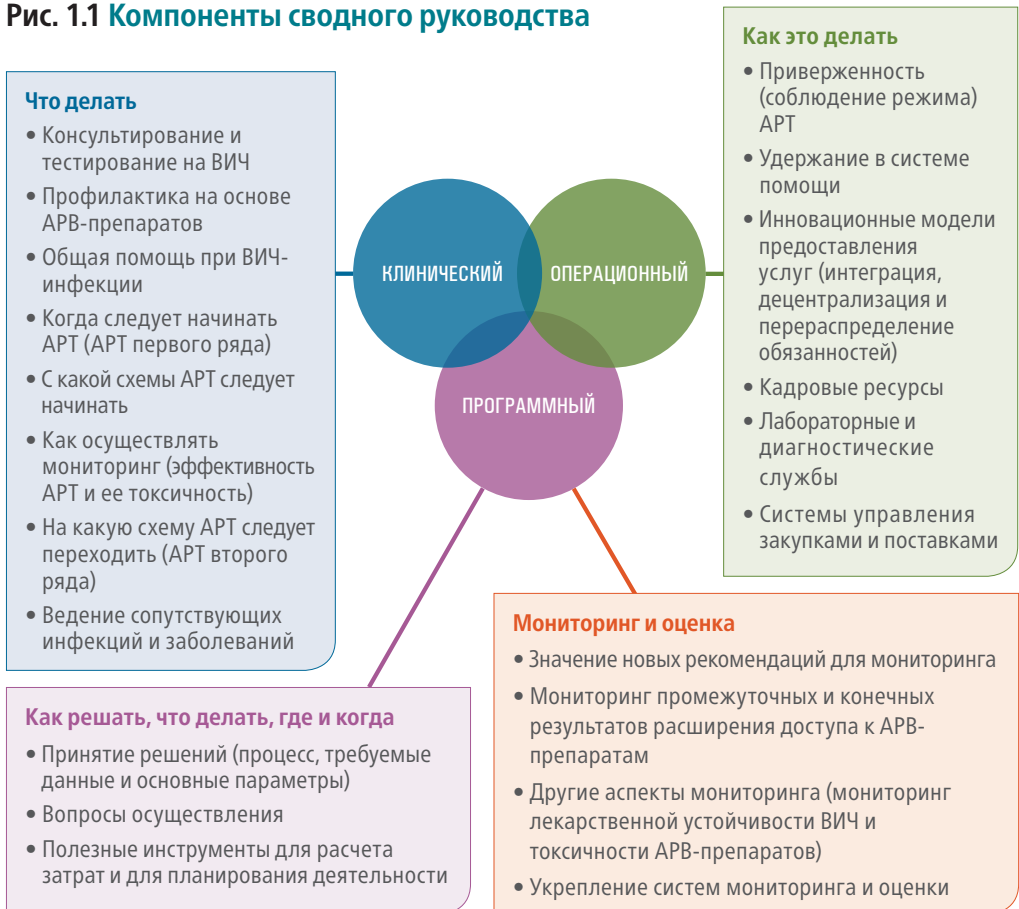 Рис. 1.1 Компоненты сводного руководства
Что делать
• Консультирование и
тестирование на ВИЧ
• Профилактика на основе
АРВ-препаратов
• Общая помощь при ВИЧ-
инфекции
• Когда следует начинать
АРТ (АРТ первого ряда)
• С какой схемы АРТ следует
начинать
• Как осуществлять
мониторинг (эффективность
АРТ и ее токсичность)
• На какую схему АРТ следует
переходить (АРТ второго
ряда)
• Ведение сопутствующих
инфекций и заболеваний
КЛИНИЧЕСКИЙ
ОПЕРАЦИОННЫЙ
ПРОГРАММНЫЙ
Как это делать
• Приверженность
(соблюдение режима)
АРТ
• Удержание в системе
помощи
• Инновационные модели
предоставления
услуг (интеграция,
децентрализация и
перераспределение
обязанностей)
• Кадровые ресурсы
• Лабораторные и
диагностические
службы
• Системы управления
закупками и поставками
Как решать, что делать, где и когда
• Принятие решений (процесс, требуемые
данные и основные параметры)
• Вопросы осуществления
• Полезные инструменты для расчета
затрат и для планирования деятельности
Мониторинг и оценка
• Значение новых рекомендаций для мониторинга
• Мониторинг промежуточных и конечных
результатов расширения доступа к АРВ-
препаратам
• Другие аспекты мониторинга (мониторинг
лекарственной устойчивости ВИЧ и
токсичности АРВ-препаратов)
• Укрепление систем мониторинга и оценки